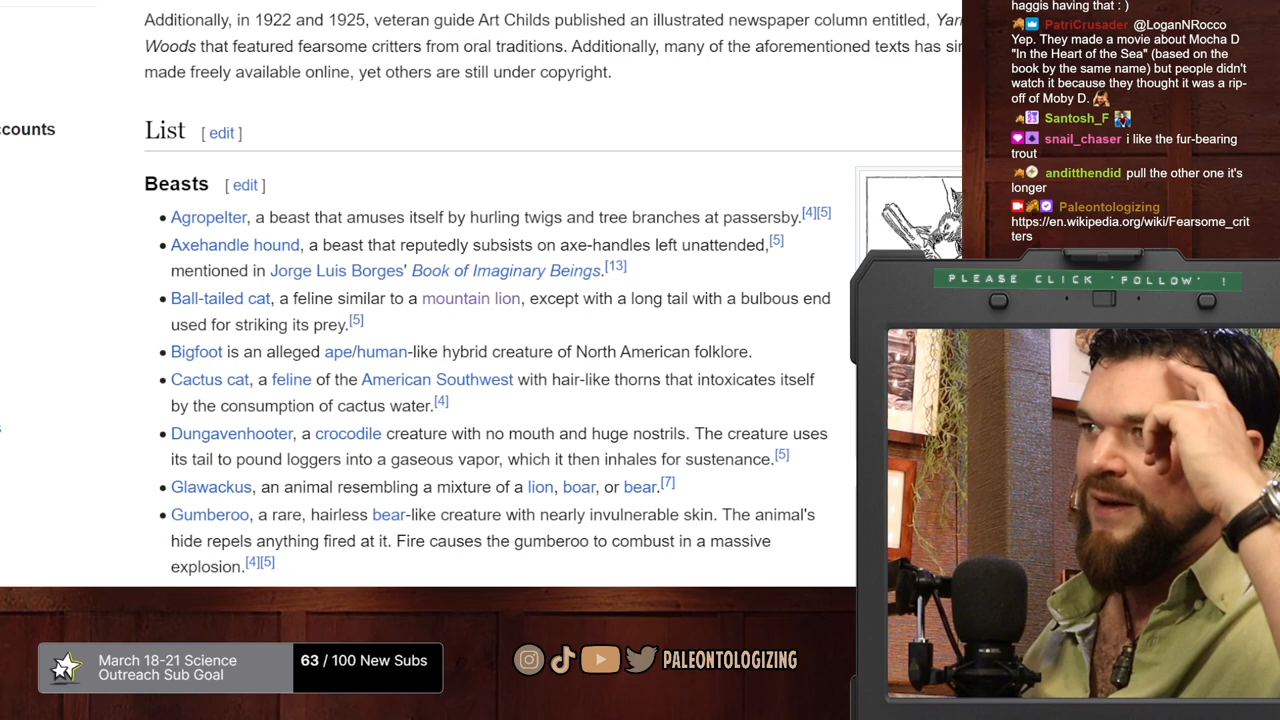 Additionally, in 1922 and 1925, veteran guide Art Childs published an illustrated newspaper column entitled,
Woods that featured fearsome critters from oral traditions. Additionally, many of the aforementioned texts has
made freely available online, yet others are still under copyright.
List [ edit ]
Beasts [ edit ]
• Agropelter, a beast that amuses itself by hurling twigs and tree branches at passersby.[4][5]
• Axehandle hound, a beast that reputedly subsists on axe-handles left unattended,[5]
mentioned in Jorge Luis Borges' Book of Imaginary Beings.[13]
• Ball-tailed cat, a feline similar to a mountain lion, except with a long tail with a bulbous end
used for striking its prey.[5]
• Bigfoot is an alleged ape/human-like hybrid creature of North American folklore.
• Cactus cat, a feline of the American Southwest with hair-like thorns that intoxicates itself
by the consumption of cactus water.[4]
• Dungavenhooter, a crocodile creature with no mouth and huge nostrils. The creature uses
its tail to pound loggers into a gaseous vapor, which it then inhales for sustenance.[5]
• Glawackus, an animal resembling a mixture of a lion, boar, or bear.[7]
• Gumberoo, a rare, hairless bear-like creature with nearly invulnerable skin. The animal's
hide repels anything fired at it. Fire causes the gumberoo to combust in a massive
explosion.[4][5]
haggis having that : )
PatriCrusader @LoganNRocco
Yep. They made a movie about Mocha D
"In the Heart of the Sea" (based on the
book by the same name) but people didn't
watch it because they thought it was a rip-
off of Moby D.
Santosh_F
snail_chaser i like the fur-bearing
trout
anditthendid pull the other one it's
longer
Paleontologizing
https://en.wikipedia.org/wiki/Fearsome_crit
ters
PLEASE CLICK 'FOLLOW' !
March 18-21 Science
Outreach Sub Goal
63 / 100 New Subs
PALEONTOLOGIZING